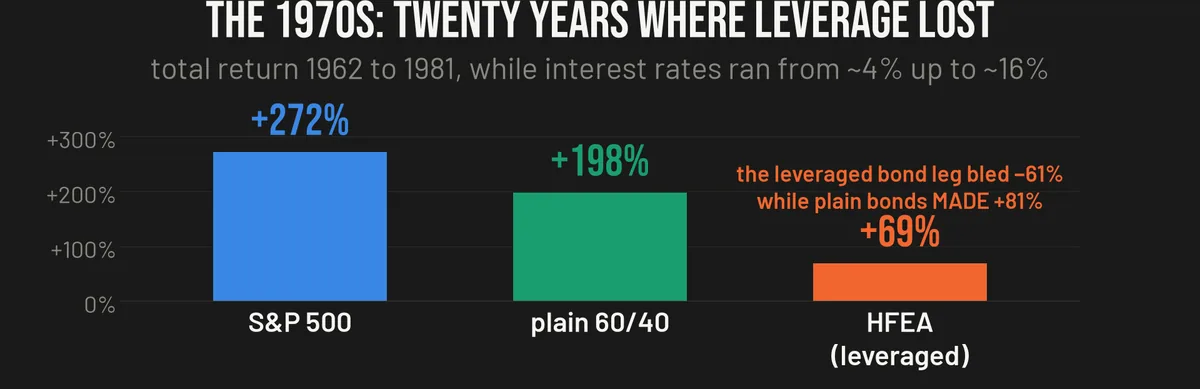 THE 1970S: TWENTY YEARS WHERE LEVERAGE LOST
total return 1962 to 1981, while interest rates ran from ~4% up to ~16%
+272%
+300%
+198%
the leveraged bond leg bled −61%
+200%
while plain bonds MADE +81%
+69%
+100%
0%
S&P 500
plain 60/40
HFEA
(leveraged)